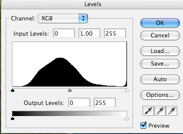 Levels
Channel: RGB
OK
Input Levels: 0 1.00 255
Cancel
Load...
Save...
Auto
Options...
Output Levels: 0 255
Preview